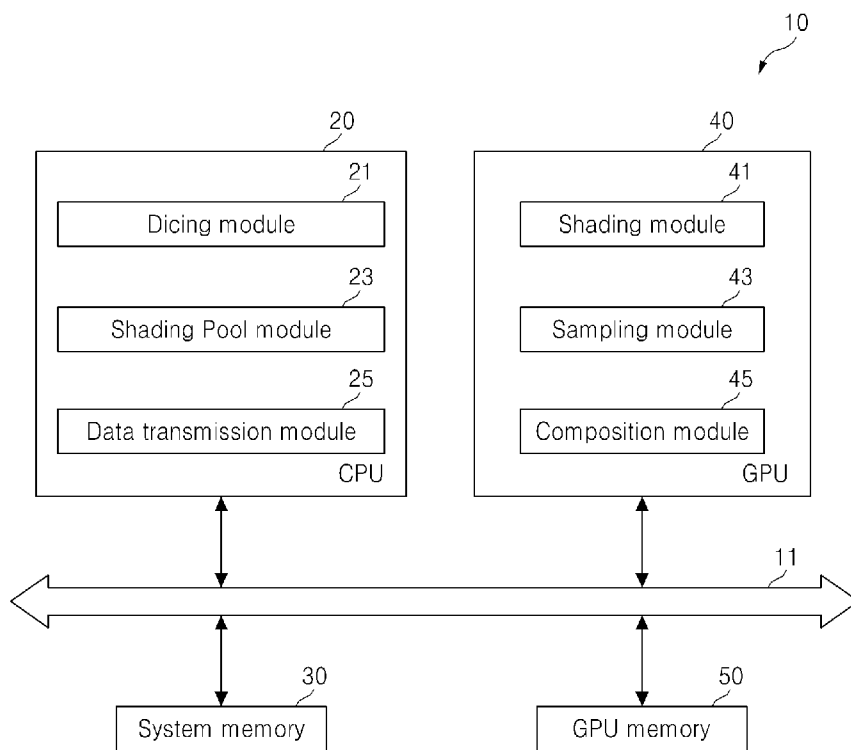 10
20
40
21
41
Dicing module
Shading module
23
43
Shading Pool module
Sampling module
25
45
Data transmission module
Composition module
CPU
GPU
11
30
50
System memory
GPU memory